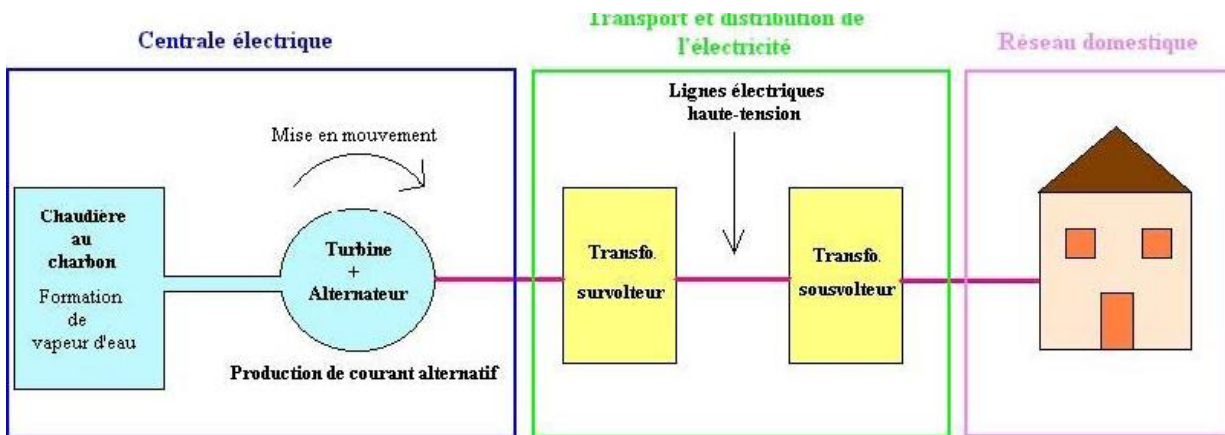 Centrale électrique
Transport et distribution de
l'électricité
Réseau domestique
Lignes électriques
haute-tension
Mise en mouvement
Chaudière
au
charbon
Formation
de
vapeur d'eau
Turbine
+
Alternateur
Production de courant alternatif
Transfo.
survolteur
Transfo.
sousvolteur